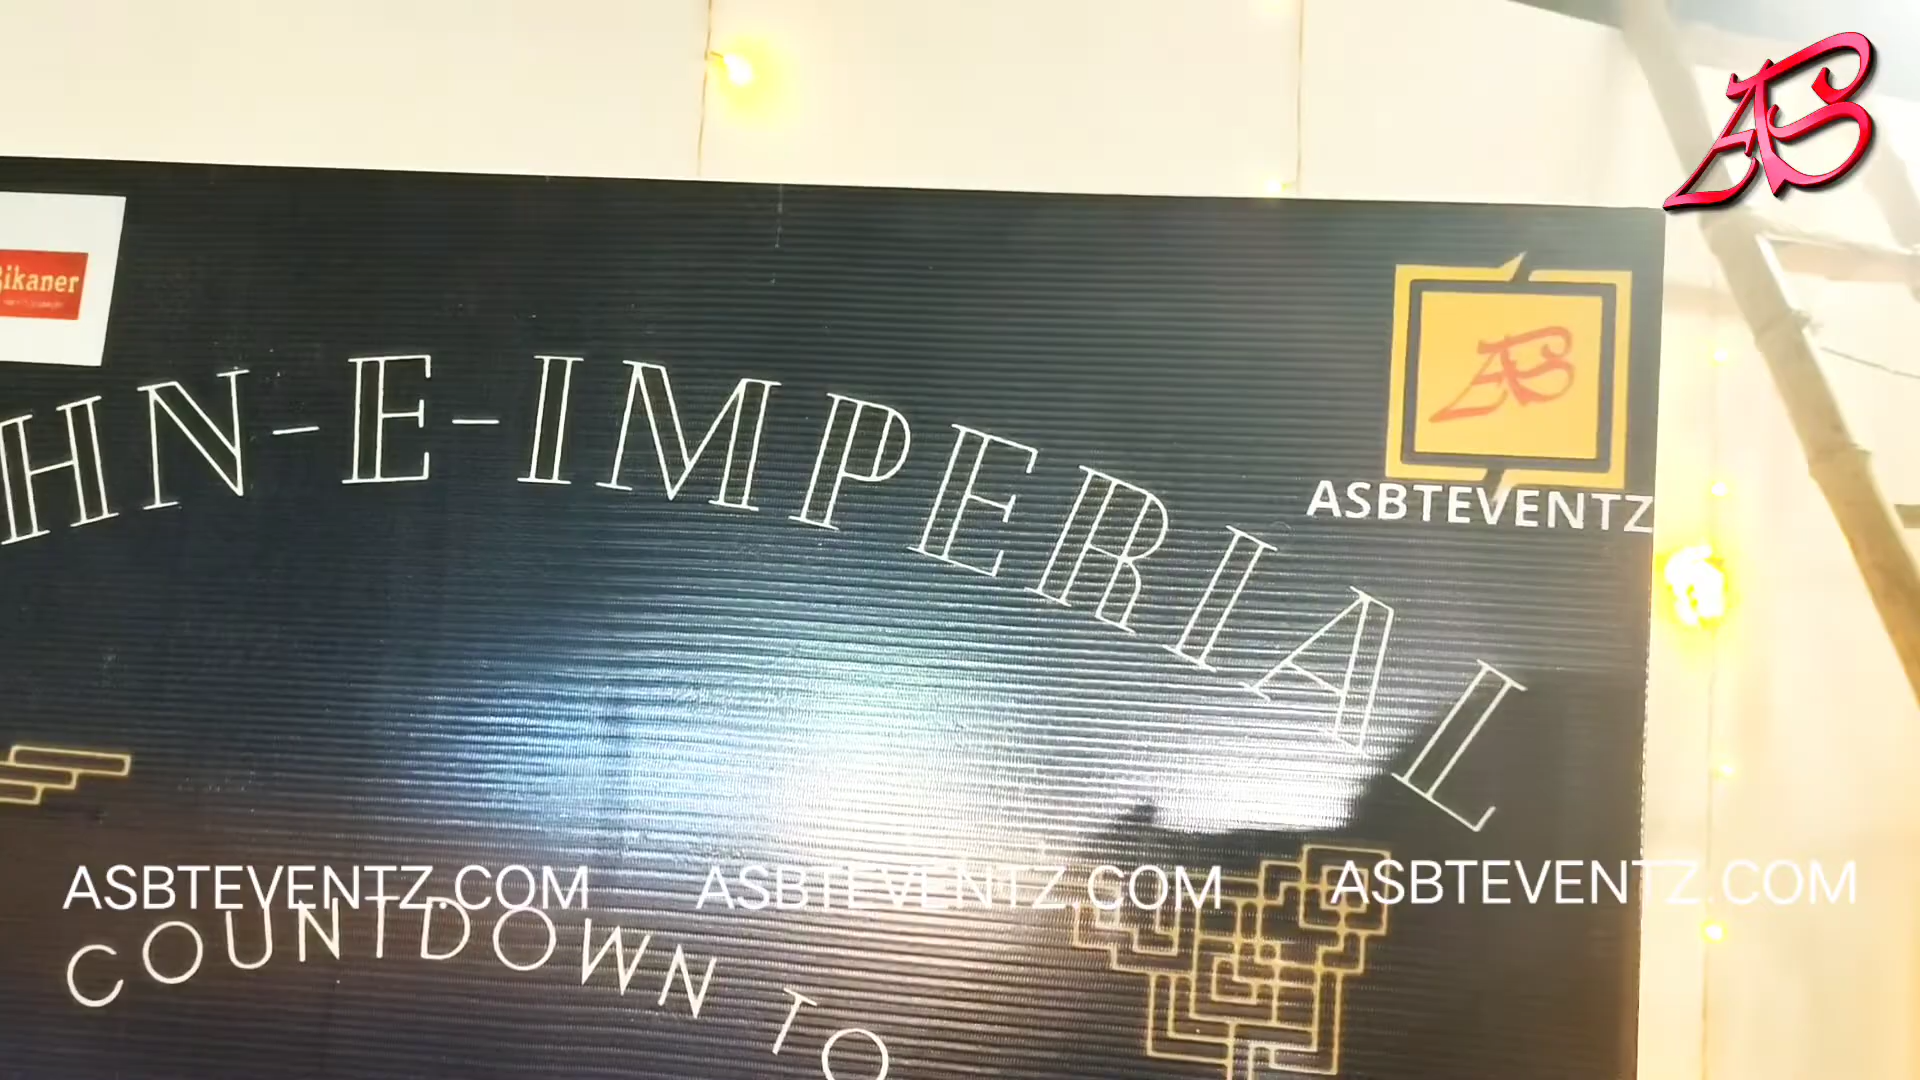 ikaner
HN-E-IMPERIAL
ASBTEVENTZ
ASBTEVENTZ.COM ASBTEVENTZ.COM ASBTEVENTZ.COM
COUNTDOWN TO